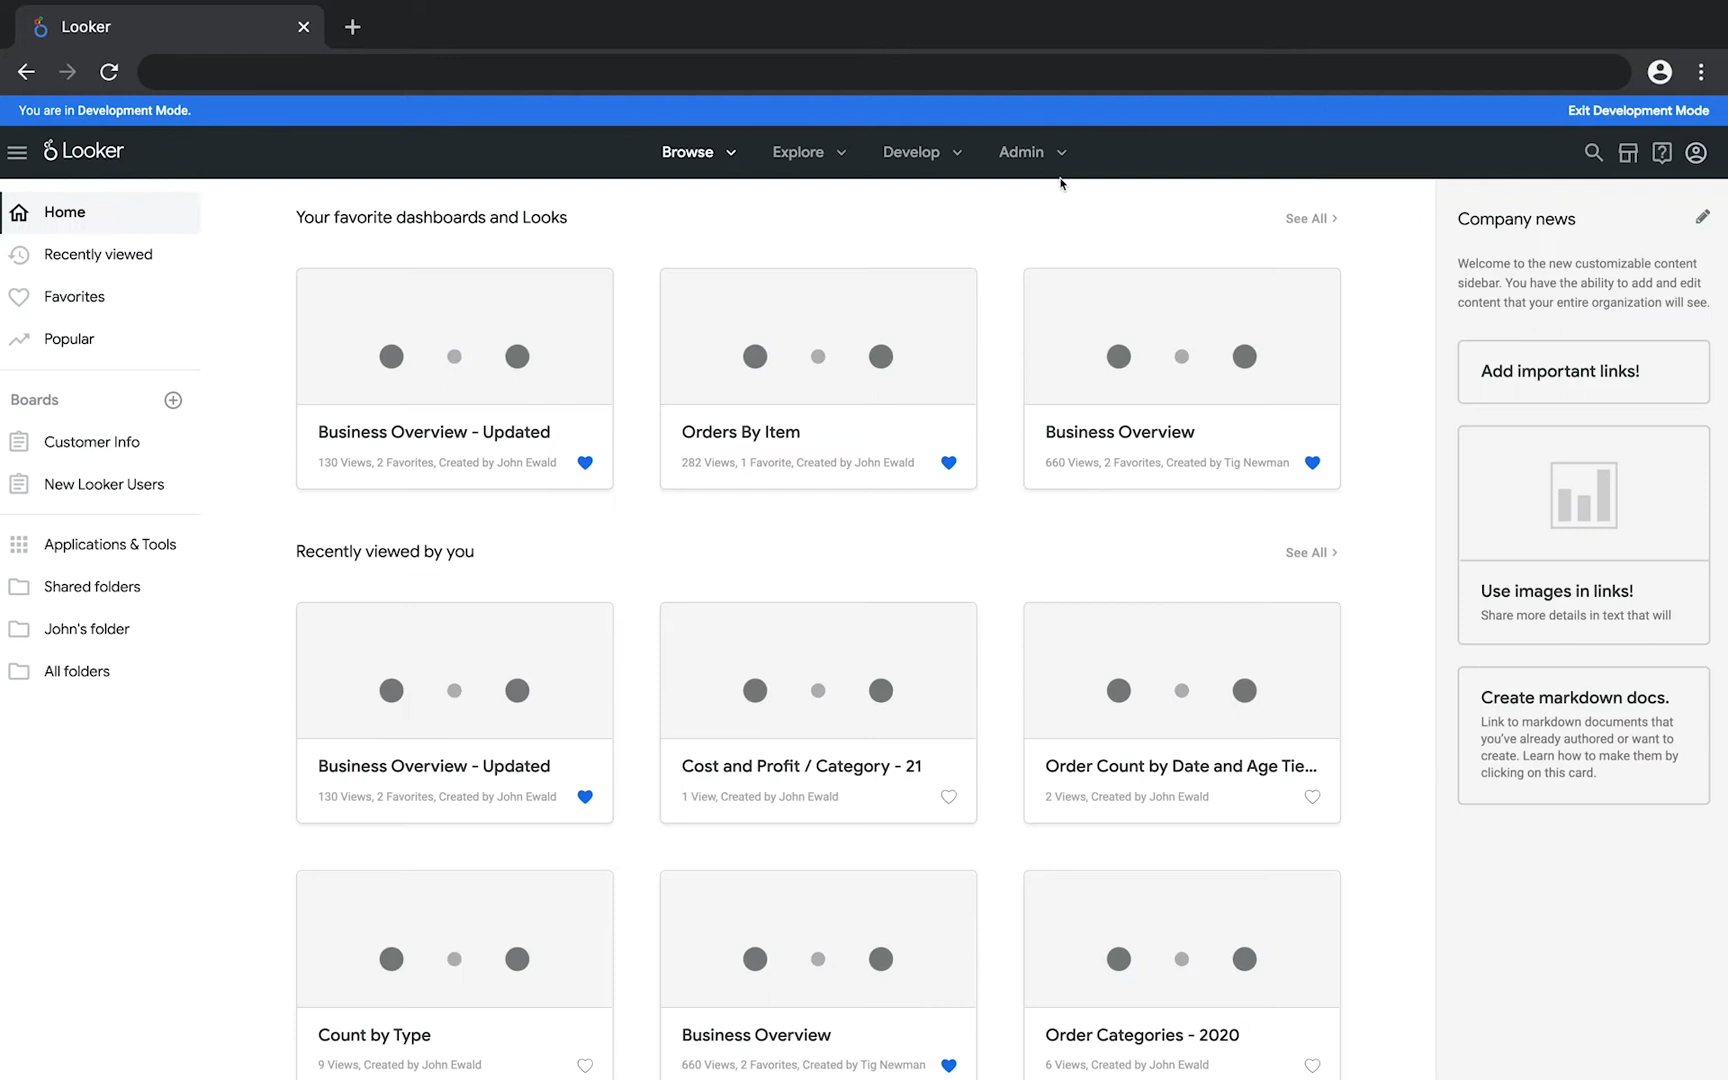 Looker
You are in Development Mode.
Exit Development Mode
Looker
Browse
Explore
Develop
Admin
Home
Recently viewed
Favorites
Popular
Boards
Customer Info
New Looker Users
Applications & Tools
Shared folders
John's folder
All folders
Your favorite dashboards and Looks
See All >
Business Overview - Updated
130 Views, 2 Favorites, Created by John Ewald
Orders By Item
282 Views, 1 Favorite, Created by John Ewald
Business Overview
660 Views, 2 Favorites, Created by Tig Newman
Recently viewed by you
See All >
Business Overview - Updated
130 Views, 2 Favorites, Created by John Ewald
Cost and Profit / Category - 21
1 View, Created by John Ewald
Order Count by Date and Age Tie...
2 Views, Created by John Ewald
Count by Type
9 Views, Created by John Ewald
Business Overview
660 Views, 2 Favorites, Created by Tig Newman
Order Categories - 2020
6 Views, Created by John Ewald
Company news
Welcome to the new customizable content
sidebar. You have the ability to add and edit
content that your entire organization will see.
Add important links!
Use images in links!
Share more details in text that will
Create markdown docs.
Link to markdown documents that
you've already authored or want to
create. Learn how to make them by
clicking on this card.